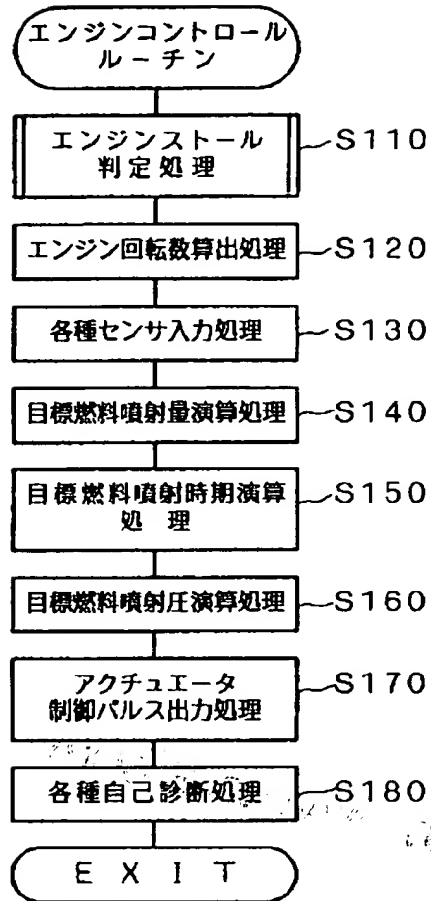 エンジンコントロール
ルーチン
エンジンストール
判定処理
S110
エンジン回転数算出処理
S120
各種センサ入力処理
S130
目標燃料噴射量演算処理
S140
目標燃料噴射時期演算
処理
S150
目標燃料噴射圧演算処理
S160
アクチュエータ
制御パルス出力処理
S170
各種自己診断処理
S180
EXIT